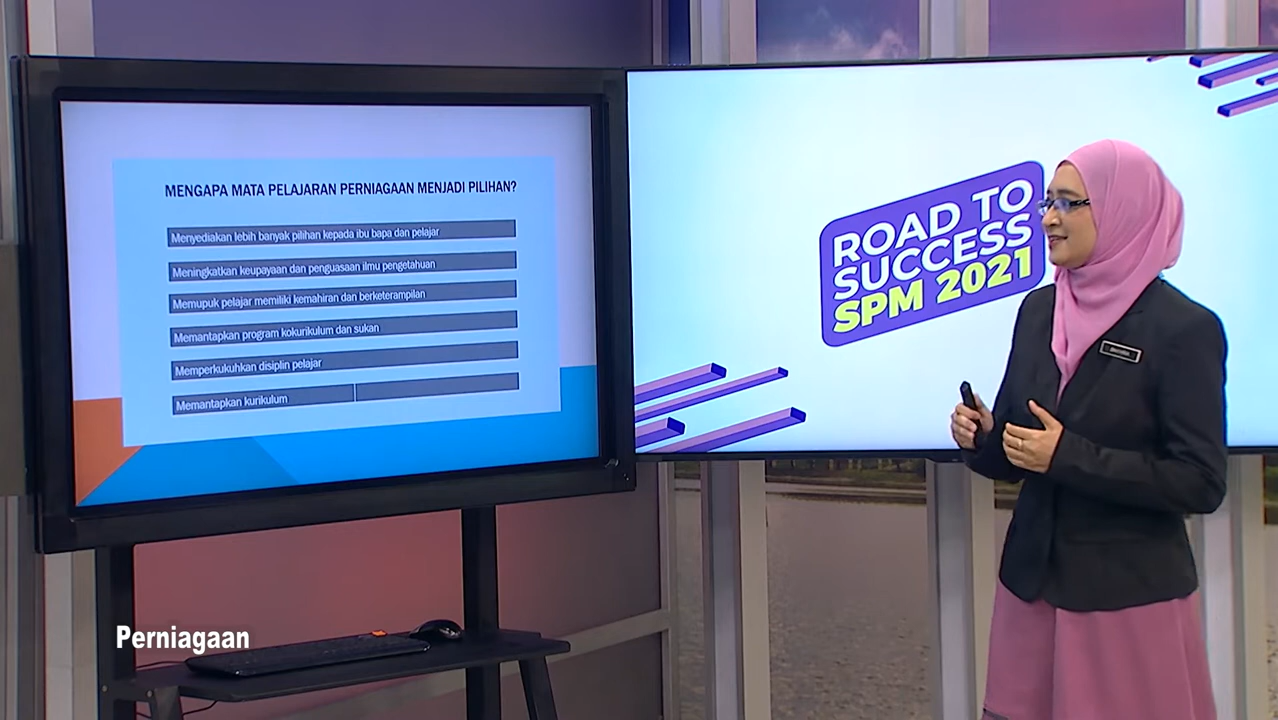 MENGAPA MATA PELAJARAN PERNIAGAAN MENJADI PILIHAN?
Menyediakan lebih banyak pilihan kepada ibu bapa dan pelajar
Meningkatkan keupayaan dan penguasaan ilmu pengetahuan
Memupuk pelajar memiliki kemahiran dan berketerampilan
Memantapkan program kokurikulum dan sukan
Memperkukuhkan disiplin pelajar
Memantapkan kurikulum
ROAD TO
SUCCESS
SPM 2021
Perniagaan